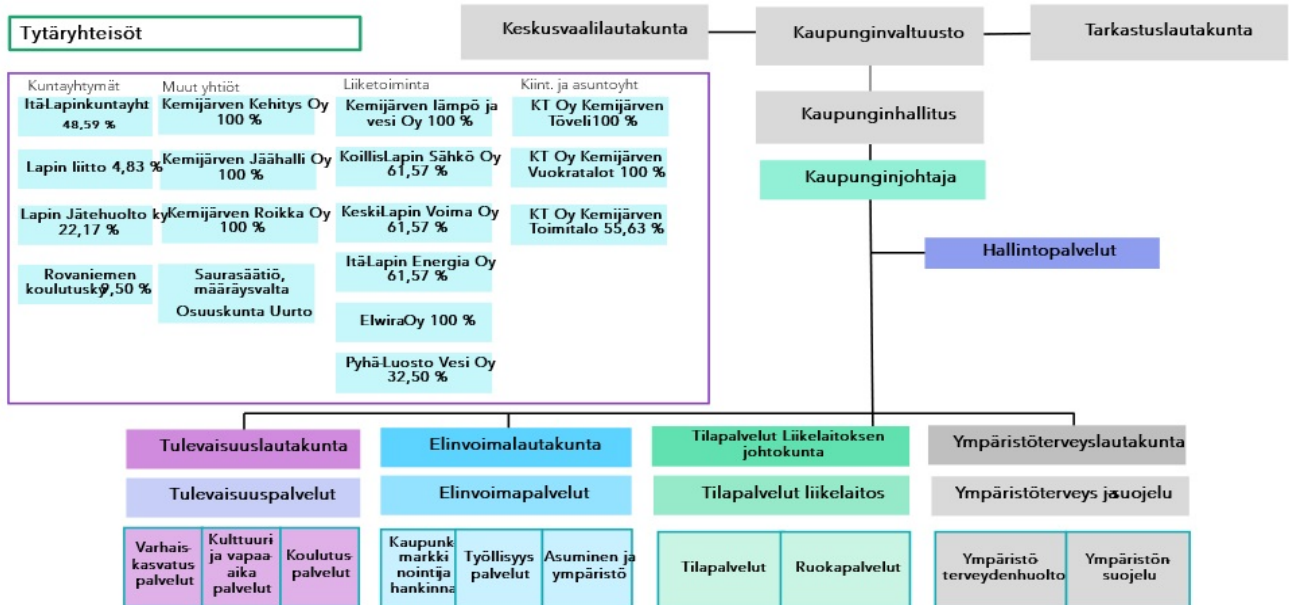 Tytäryhteisöt
Keskusvaalilautakunta
Kaupunginvaltuusto
Tarkastuslautakunta
Kaupunginhallitus
Kaupunginjohtaja
Hallintopalvelut
Kuntayhtymät
Itä-Lapinkuntayht
48,59 %
Lapin liitto 4,83 %
Lapin Jätehuolto ky
22,17 %
Rovaniemen
koulutusky 9,50 %
Muut yhtiöt
Kemijärven Kehitys Oy
100 %
Kemijärven Jäähalli Oy
100 %
Kemijärven Roikka Oy
100 %
Saurasäätiö,
määräysvalta
Osuuskunta Uurto
Liiketoiminta
Kemijärven lämpö ja
vesi Oy 100 %
KoillisLapin Sähkö Oy
61,57 %
Keski-Lapin Voima Oy
61,57 %
Itä-Lapin Energia Oy
61,57 %
ElwiraOy 100 %
Pyhä-Luosto Vesi Oy
32,50 %
Kiint. ja asuntoyht
KT Oy Kemijärven
Töveli100 %
KT Oy Kemijärven
Vuokratalot 100 %
KT Oy Kemijärven
Toimitalo 55,63 %
Tulevaisuuslautakunta
Tulevaisuuspalvelut
Varhais-
kasvatus
palvelut
Kulttuuri
ja vapaa-
aika
palvelut
Koulutus-
palvelut
Elinvoimalautakunta
Elinvoimapalvelut
Kaupunki
markki
nointija
hankinna
Työllisyys
palvelut
Asuminen ja
ympäristö
Tilapalvelut Liikelaitoksen
johtokunta
Tilapalvelut liikelaitos
Tilapalvelut
Ruokapalvelut
Ympäristöterveyslautakunta
Ympäristöterveys ja suojelu
Ympäristö
terveydenhuolto
Ympäristön-
suojelu